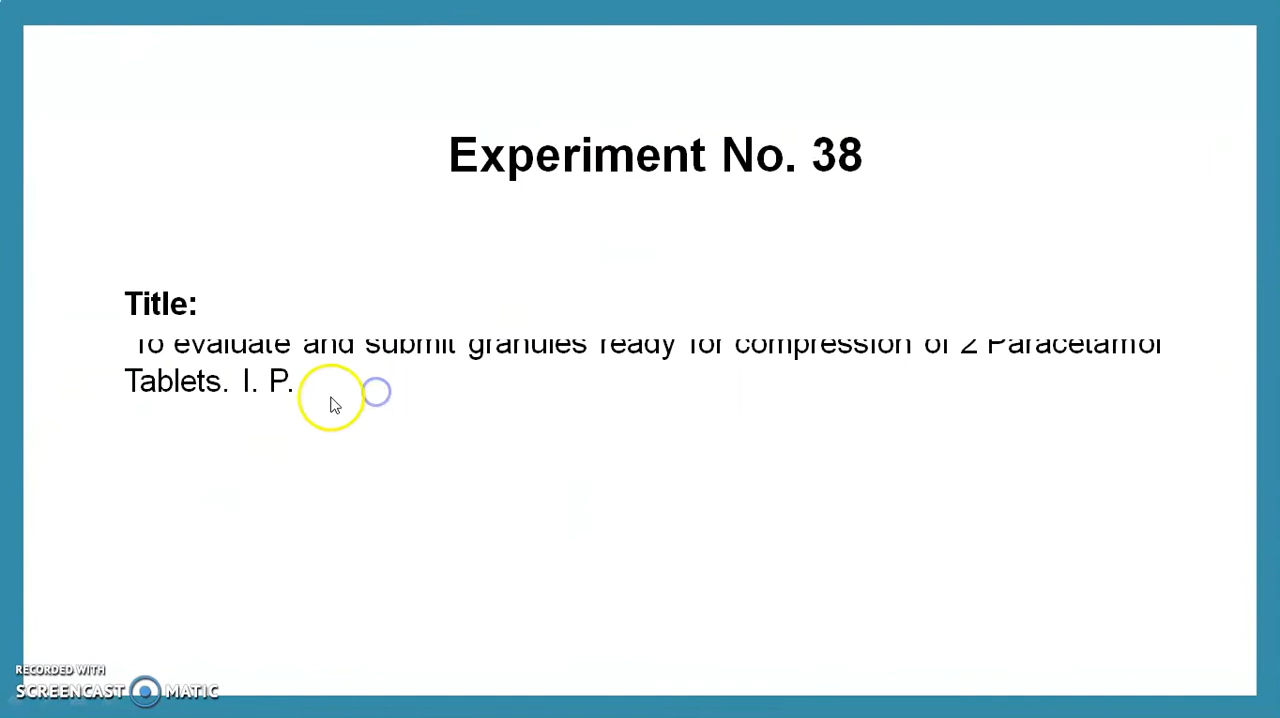 Experiment No. 38
Title:
To evaluate and submit granules ready for compression of 2 Paracetamol
Tablets. I. P.
RECORDED WITH
SCREENCAST MATIC